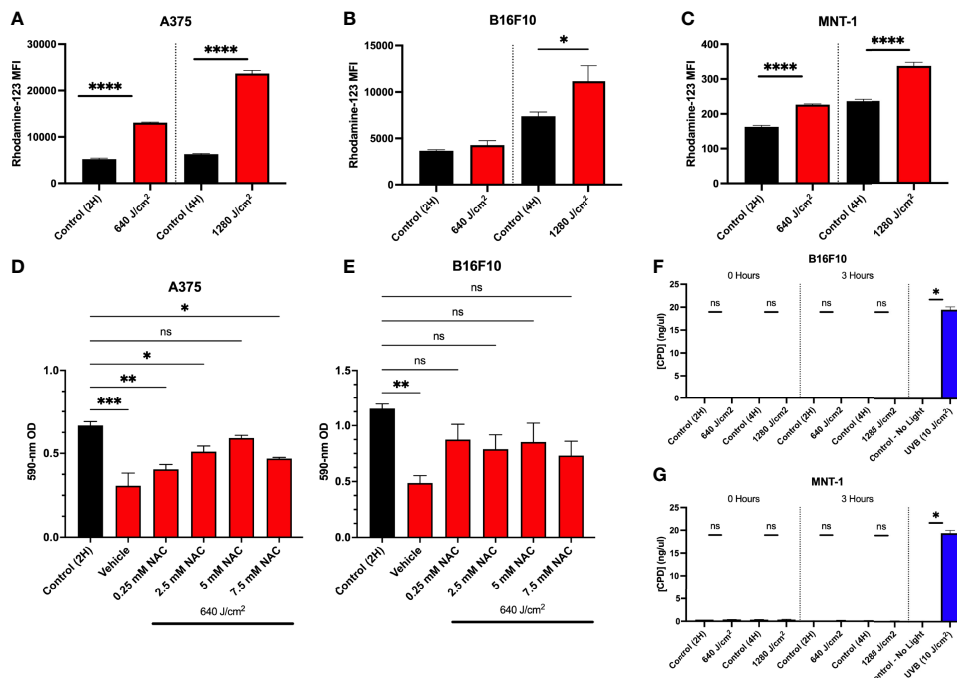 A
A375
Rhodamine-123 MFI
30000
20000
10000
0
****
****
Control (2H)
640 J/cm²
Control (4H)
1280 J/cm²
B
B16F10
Rhodamine-123 MFI
15000
10000
5000
0
*
Control (2H)
640 J/cm²
Control (4H)
1280 J/cm²
C
MNT-1
Rhodamine-123 MFI
400
300
200
100
0
****
****
Control (2H)
640 J/cm²
Control (4H)
1280 J/cm²
D
A375
*
ns
*
**
***
590-nm OD
1.0
0.5
0.0
Control (2H)
Vehicle
0.25 mM NAC
2.5 mM NAC
5 mM NAC
7.5 mM NAC
640 J/cm²
E
B16F10
ns
ns
ns
ns
**
590-nm OD
1.5
1.0
0.5
0.0
Control (2H)
Vehicle
0.25 mM NAC
2.5 mM NAC
5 mM NAC
7.5 mM NAC
640 J/cm²
F
B16F10
0 Hours
3 Hours
[CPD] (ng/ul)
25
20
15
10
5
0
ns
ns
ns
ns
*
Control (2H)
640 J/cm2
Control (4H)
1280 J/cm2
Control (2H)
640 J/cm2
Control (4H)
128# J/cm2
Control - No Light
UVB (10 J/cm²)
G
MNT-1
0 Hours
3 Hours
[CPD] (ng/ul)
25
20
15
10
5
0
ns
ns
ns
ns
*
Control (2H)
640 J/cm²
Control (4H)
1280 J/cm²
Control (2H)
640 J/cm2
Control (4H)
128# J/cm2
Control - No Light
UVB (10 J/cm²)